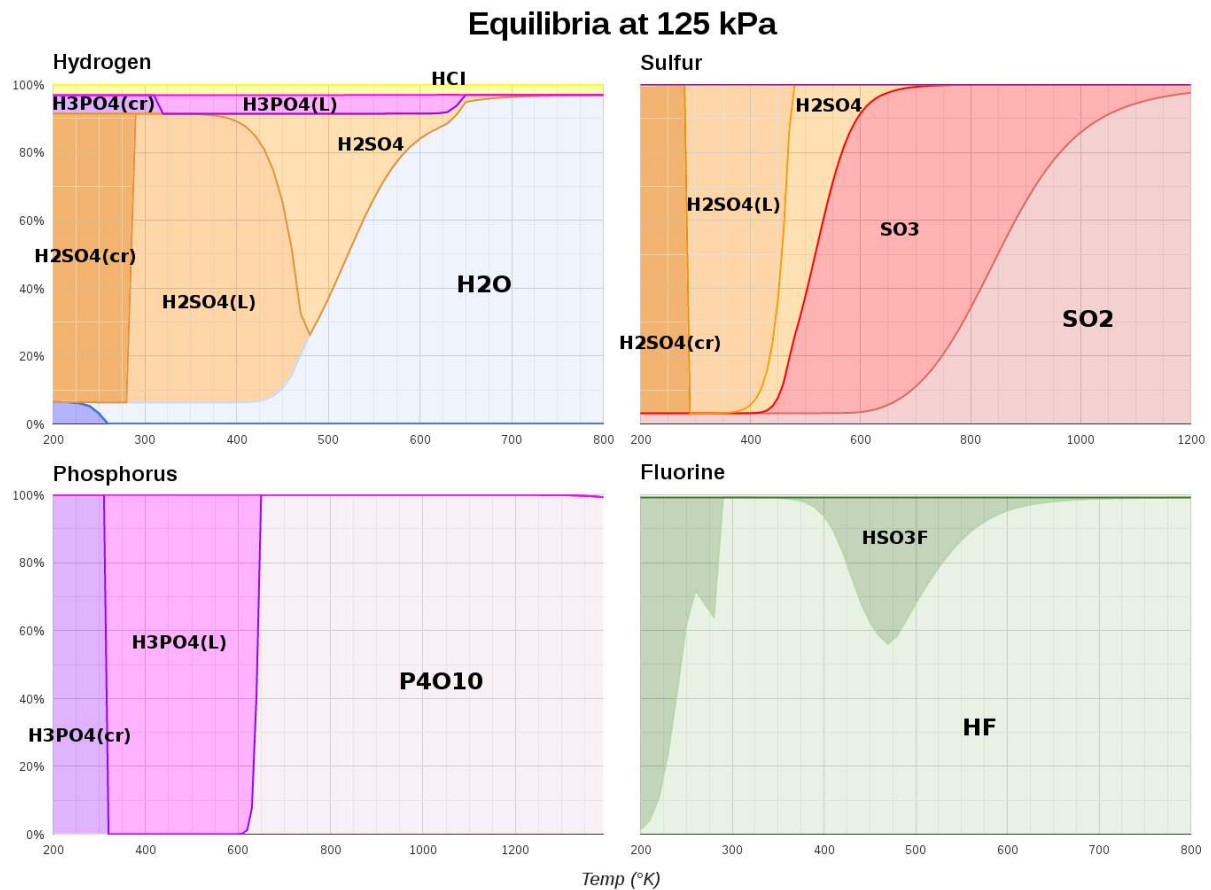 Equilibria at 125 kPa
Hydrogen
HCl
100%
H3PO4(cr)
H3PO4(L)
80%
H2SO4
60%
H2SO4(cr)
H2O
40%
H2SO4(L)
20%
0%
200 300 400 500 600 700 800
Sulfur
H2SO4
H2SO4(L)
SO3
SO2
H2SO4(cr)
200 400 600 800 1000 1200
Phosphorus
100%
80%
60%
H3PO4(L)
P4O10
40%
H3PO4(cr)
20%
0%
200 400 600 800 1000 1200
Fluorine
HSO3F
HF
200 300 400 500 600 700 800
Temp (°K)